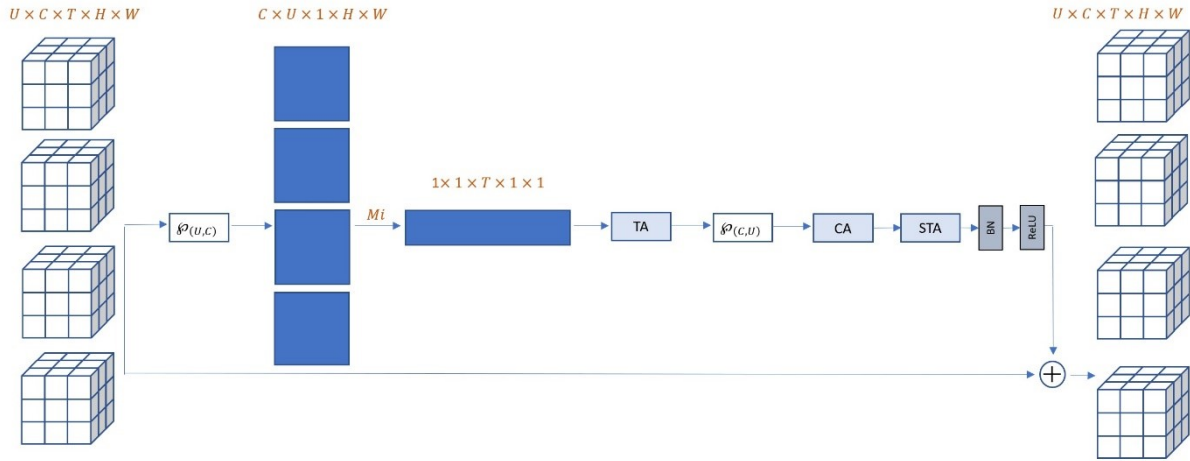 U × C × T × H × W
C × U × 1 × H × W
U × C × T × H × W
1 × 1 × T × 1 × 1
℘(U,C)
Mi
TA
℘(C,U)
CA
STA
BN
ReLU